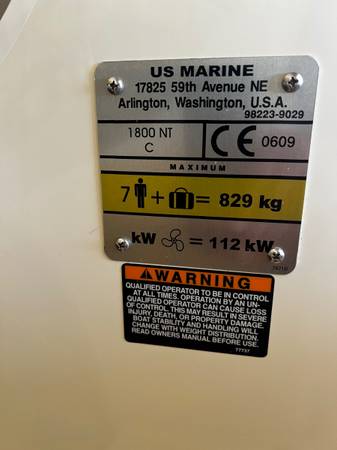 US MARINE
17825 59th Avenue NE
Arlington, Washington, U.S.A.
98223-9029
1800 NT
C
CE 0609
MAXIMUM
7 + = 829 kg
kW = 112 kW
WARNING
QUALIFIED OPERATOR TO BE IN CONTROL
AT ALL TIMES. OPERATION BY AN UN-
QUALIFIED OPERATOR CAN CAUSE LOSS
OF CONTROL. THIS MAY RESULT IN SEVERE
INJURY, DEATH, OR PROPERTY DAMAGE.
BOAT STABILITY AND HANDLING WILL
CHANGE WITH WEIGHT DISTRIBUTION.
READ OWNERS MANUAL BEFORE USE.
77737